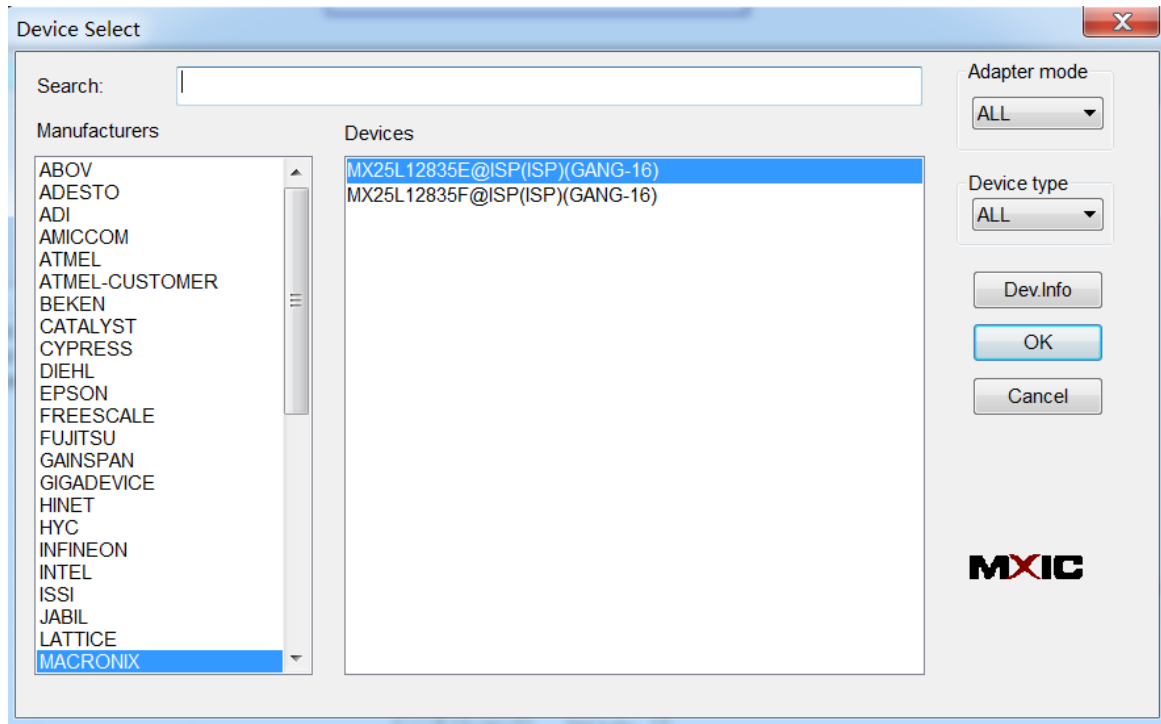 Device Select
Search:
Manufacturers
Devices
ABOV
ADESTO
ADI
AMICCOM
ATMEL
ATMEL-CUSTOMER
BEKEN
CATALYST
CYPRESS
DIEHL
EPSON
FREESCALE
FUJITSU
GAINSPAN
GIGADEVICE
HINET
HYC
INFINEON
INTEL
ISSI
JABIL
LATTICE
MACRONIX
MX25L12835E@ISP(ISP)(GANG-16)
MX25L12835F@ISP(ISP)(GANG-16)
Adapter mode
ALL
Device type
ALL
Dev.Info
OK
Cancel
MXIC